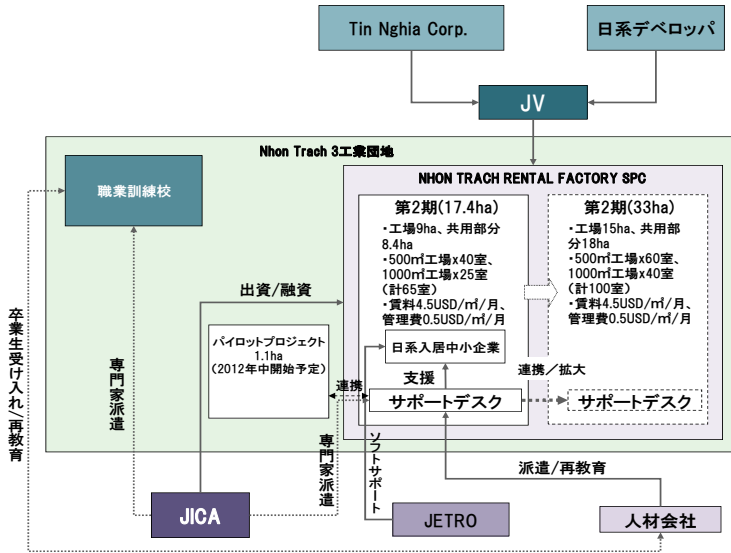 Tin Nghia Corp.
日系デベロッパ
JV
Nhon Trach 3工業団地
職業訓練校
NHON TRACH RENTAL FACTORY SPC
第2期(17.4ha)
・工場9ha、共用部分
8.4ha
・500㎡工場x40室、
1000㎡工場x25室
(計65室)
・賃料4.5USD/㎡/月、
管理費0.5USD/㎡/月
第2期(33ha)
・工場15ha、共用部
分18ha
・500㎡工場x60室、
1000㎡工場x40室
(計100室)
・賃料4.5USD/㎡/月、
管理費0.5USD/㎡/月
出資/融資
パイロットプロジェクト
1.1ha
(2012年中開始予定)
日系入居中小企業
支援
連携
連携／拡大
サポートデスク
サポートデスク
卒業生受け入れ/再教育
専門家派遣
専門家派遣
ソフトサポート
派遣/再教育
JICA
JETRO
人材会社